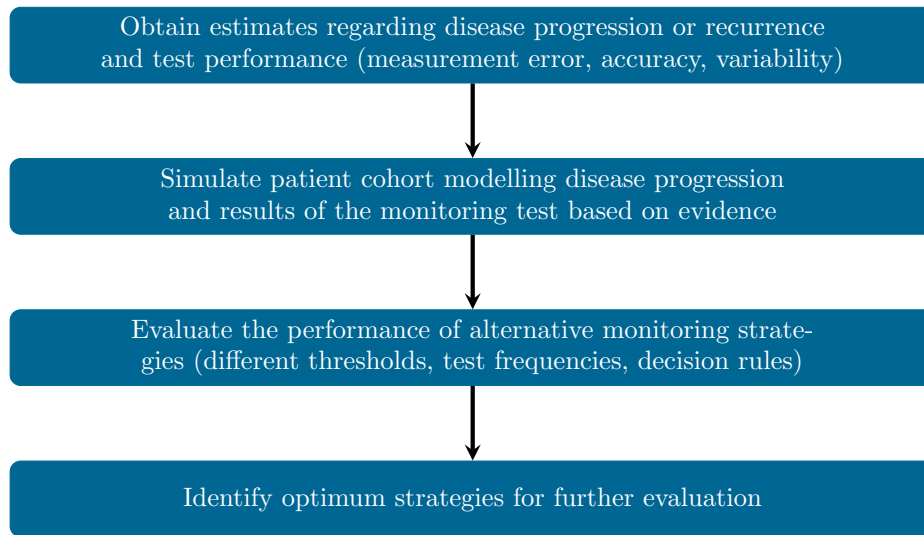 Obtain estimates regarding disease progression or recurrence
and test performance (measurement error, accuracy, variability)
Simulate patient cohort modelling disease progression
and results of the monitoring test based on evidence
Evaluate the performance of alternative monitoring strate-
gies (different thresholds, test frequencies, decision rules)
Identify optimum strategies for further evaluation